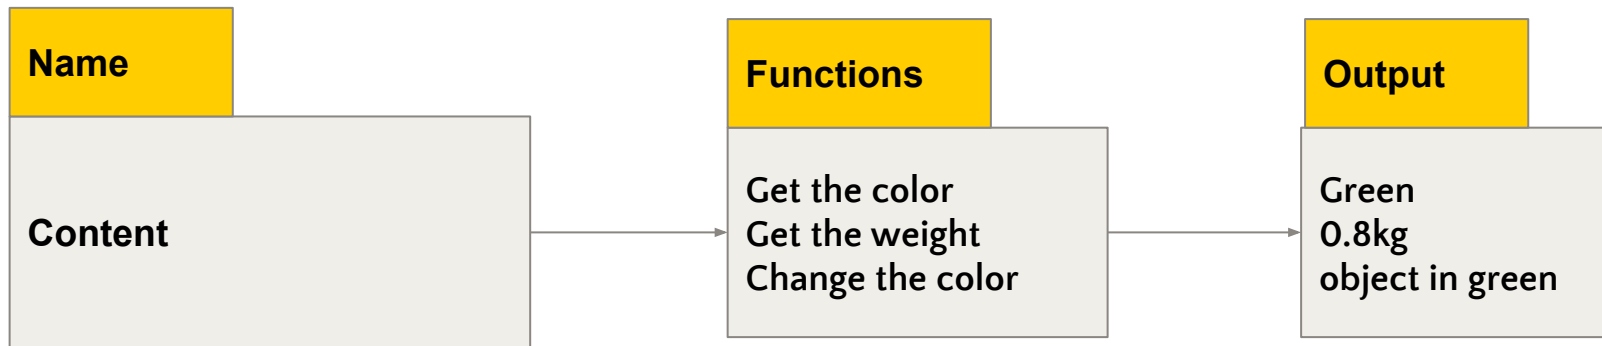 Name
Content
Functions
Get the color
Get the weight
Change the color
Output
Green
0.8kg
object in green